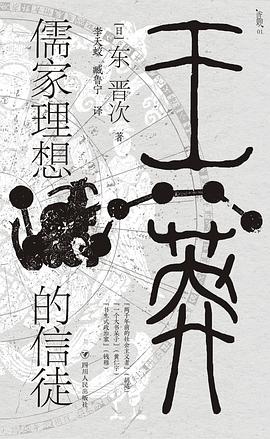 王莽
儒家理想
的信徒
[日] 东 晋次 著
李天蛟 臧鲁宁 译
“两千年前的社会主义者”(胡适)
“一个大书呆子”(黄仁宇)
“书生式政治家”(钱穆)
四川人民出版社
01